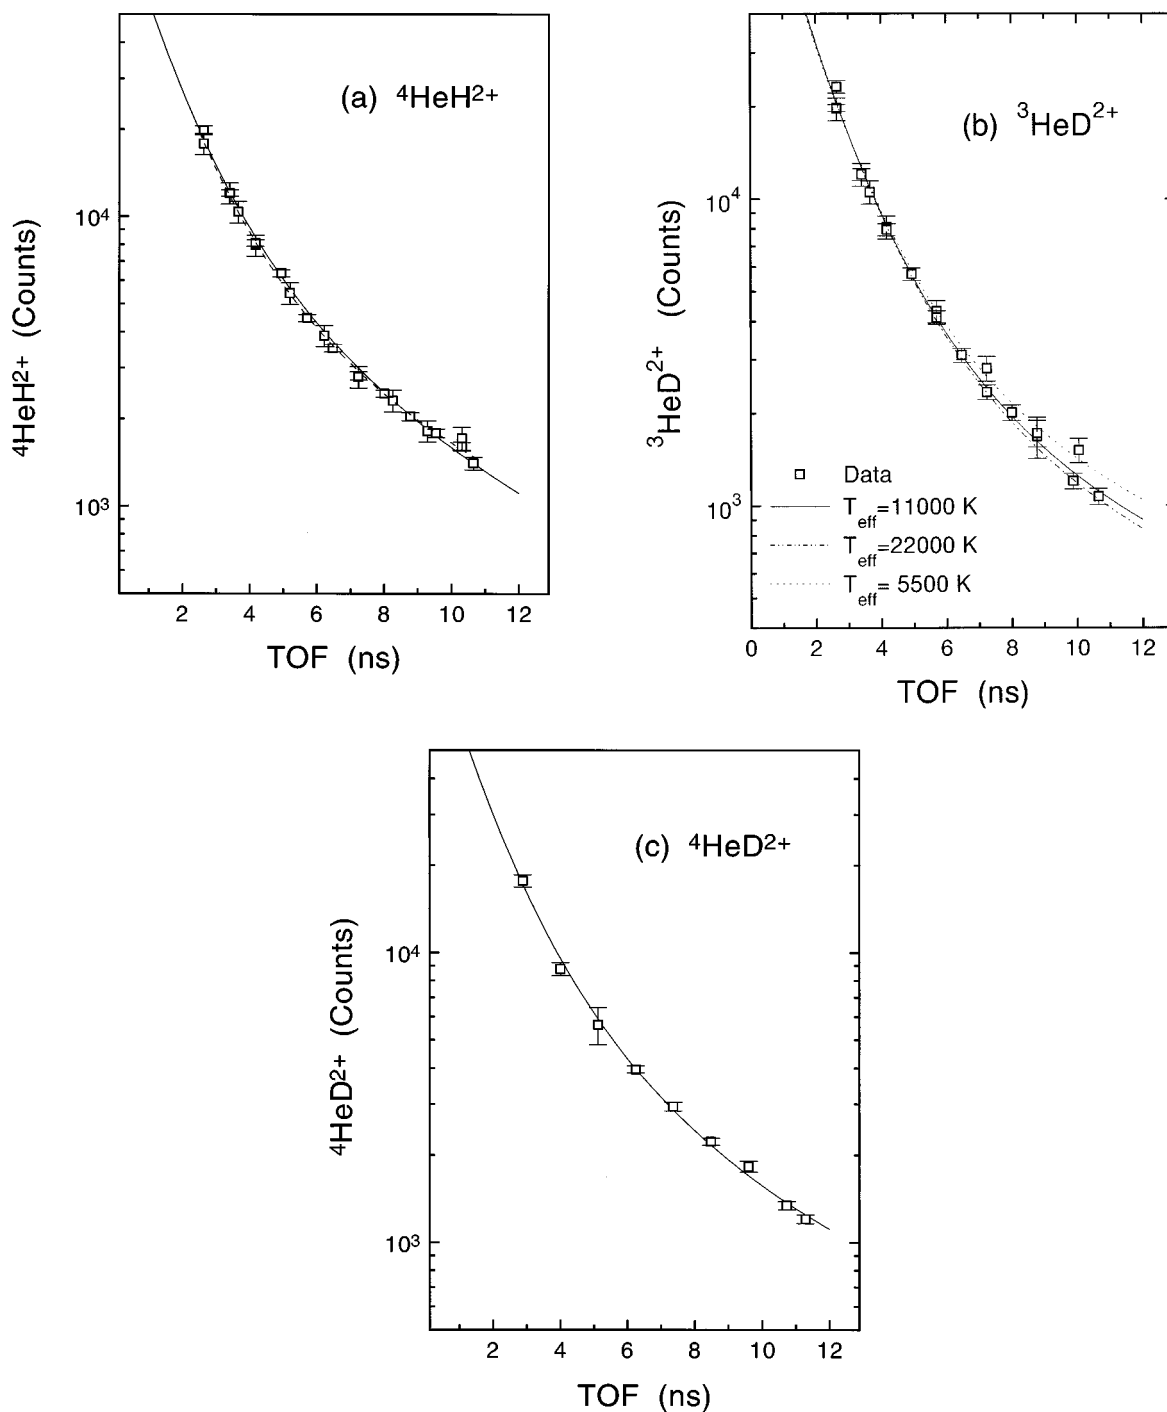 (a) ⁴HeH²⁺
⁴HeH²⁺ (Counts)
10⁴
10³
2 4 6 8 10 12
TOF (ns)
(b) ³HeD²⁺
³HeD²⁺ (Counts)
10⁴
10³
Data
T_eff=11000 K
T_eff=22000 K
T_eff= 5500 K
0 2 4 6 8 10 12
TOF (ns)
(c) ⁴HeD²⁺
⁴HeD²⁺ (Counts)
10⁴
10³
2 4 6 8 10 12
TOF (ns)